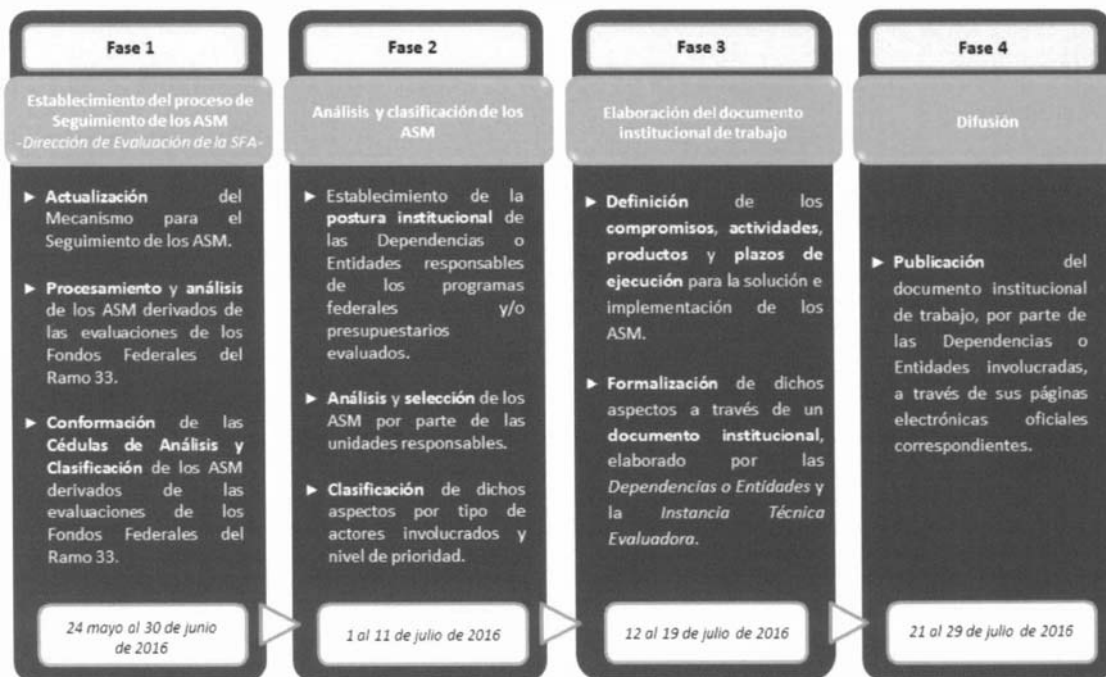 Fase 1
Establecimiento del proceso de
Seguimiento de los ASM
-Dirección de Evaluación de la SFA-
► Actualización del
Mecanismo para el
Seguimiento de los ASM.
► Procesamiento y análisis
de los ASM derivados de
las evaluaciones de los
Fondos Federales del
Ramo 33.
► Conformación de las
Cédulas de Análisis y
Clasificación de los ASM
derivados de las
evaluaciones de los
Fondos Federales del
Ramo 33.
24 mayo al 30 de junio
de 2016
Fase 2
Análisis y clasificación de los
ASM
► Establecimiento de la
postura institucional de
las Dependencias o
Entidades responsables
de los programas
federales y/o
presupuestarios
evaluados.
► Análisis y selección de los
ASM por parte de las
unidades responsables.
► Clasificación de dichos
aspectos por tipo de
actores involucrados y
nivel de prioridad.
1 al 11 de julio de 2016
Fase 3
Elaboración del documento
institucional de trabajo
► Definición de los
compromisos, actividades,
productos y plazos de
ejecución para la solución e
implementación de los
ASM.
► Formalización de dichos
aspectos a través de un
documento institucional,
elaborado por las
Dependencias o Entidades y
la Instancia Técnica
Evaluadora.
12 al 19 de julio de 2016
Fase 4
Difusión
► Publicación del
documento institucional
de trabajo, por parte de
las Dependencias o
Entidades involucradas,
a través de sus páginas
electrónicas oficiales
correspondientes.
21 al 29 de julio de 2016